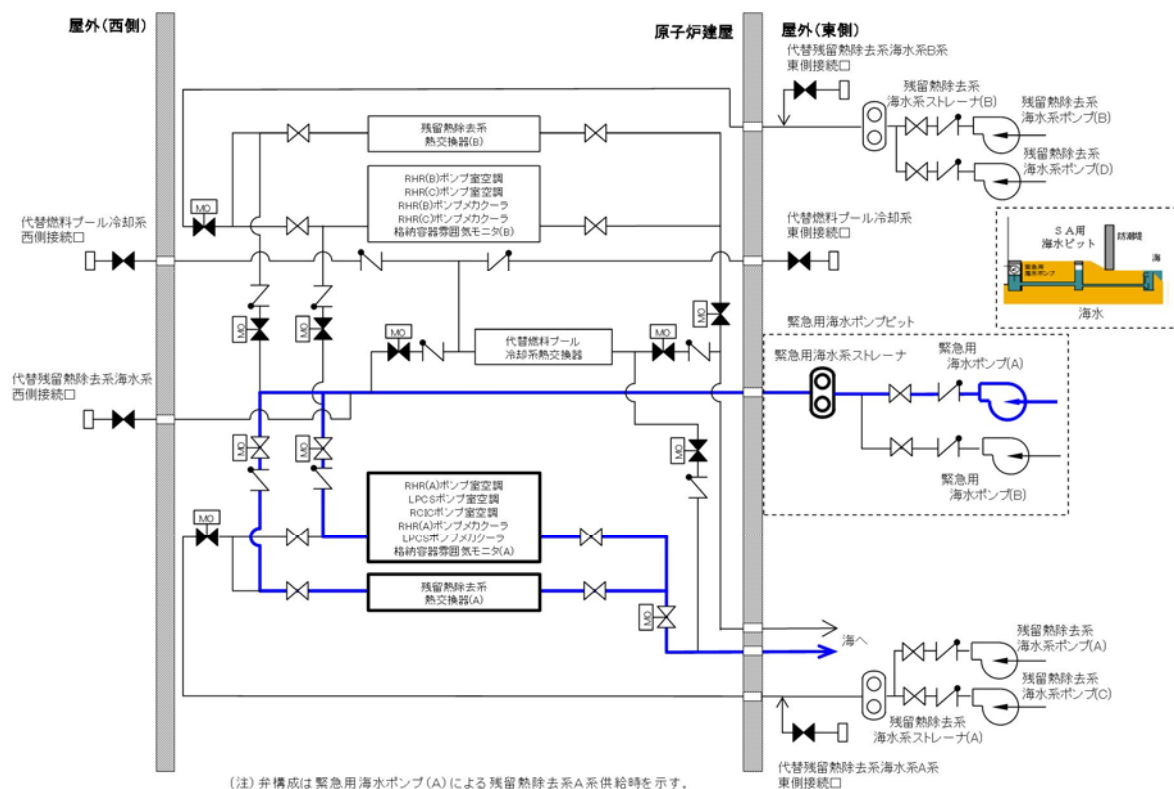 屋外(西側)
原子炉建屋
屋外(東側)
代替残留熱除去系海水系B系
東側接続口
残留熱除去系
海水系ストレーナ(B)
残留熱除去系
海水系ポンプ(B)
残留熱除去系
海水系ポンプ(D)
残留熱除去系
熱交換器(B)
RHR(B)ポンプ室空調
RHR(C)ポンプ室空調
RHR(B)ポンプメカクーラ
RHR(C)ポンプメカクーラ
格納容器雰囲気モニタ(B)
MO
代替燃料プール冷却系
西側接続口
代替燃料プール冷却系
東側接続口
SA用
海水ピット
防潮堤
海
緊急用
海水ポンプ
海水
MO
MO
MO
MO
MO
代替燃料プール
冷却系熱交換器
緊急用海水ポンプピット
緊急用海水系ストレーナ
緊急用
海水ポンプ(A)
代替残留熱除去系海水系
西側接続口
MO
MO
MO
緊急用
海水ポンプ(B)
RHR(A)ポンプ室空調
LPCSポンプ室空調
RCICポンプ室空調
RHR(A)ポンプメカクーラ
LPCSポンプメカクーラ
格納容器雰囲気モニタ(A)
MO
残留熱除去系
熱交換器(A)
MO
海へ
残留熱除去系
海水系ポンプ(A)
残留熱除去系
海水系ポンプ(C)
残留熱除去系
海水系ストレーナ(A)
代替残留熱除去系海水系A系
東側接続口
(注)弁構成は緊急用海水ポンプ(A)による残留熱除去系A系供給時を示す。